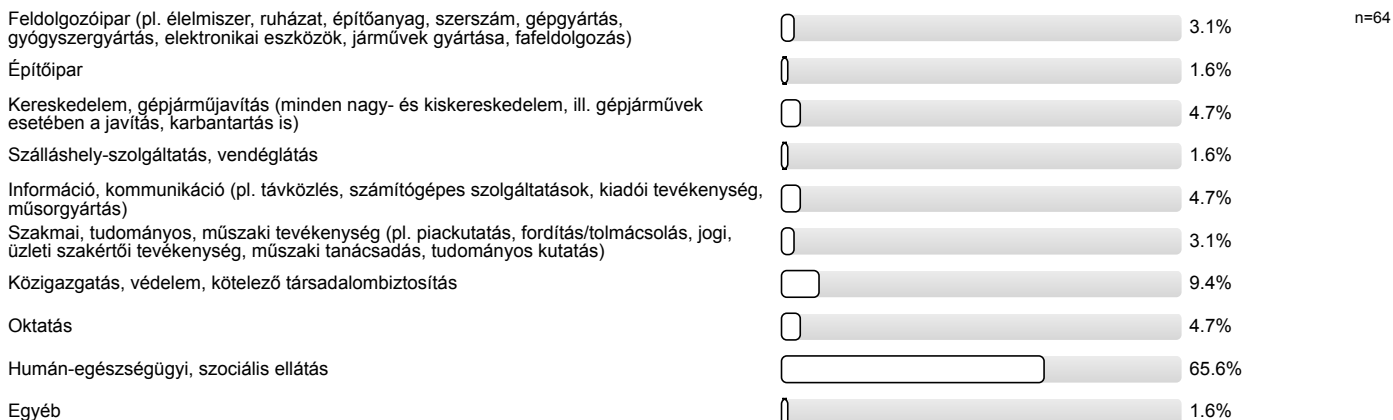 Feldolgozóipar (pl. élelmiszer, ruházat, építőanyag, szerszám, gépgyártás,
gyógyszergyártás, elektronikai eszközök, járművek gyártása, fafeldolgozás)
3.1%
n=64
Építőipar
1.6%
Kereskedelem, gépjárműjavítás (minden nagy- és kiskereskedelem, ill. gépjárművek
esetében a javítás, karbantartás is)
4.7%
Szálláshely-szolgáltatás, vendéglátás
1.6%
Információ, kommunikáció (pl. távközlés, számítógépes szolgáltatások, kiadói tevékenység,
műsorgyártás)
4.7%
Szakmai, tudományos, műszaki tevékenység (pl. piackutatás, fordítás/tolmácsolás, jogi,
üzleti szakértői tevékenység, műszaki tanácsadás, tudományos kutatás)
3.1%
Közigazgatás, védelem, kötelező társadalombiztosítás
9.4%
Oktatás
4.7%
Humán-egészségügyi, szociális ellátás
65.6%
Egyéb
1.6%